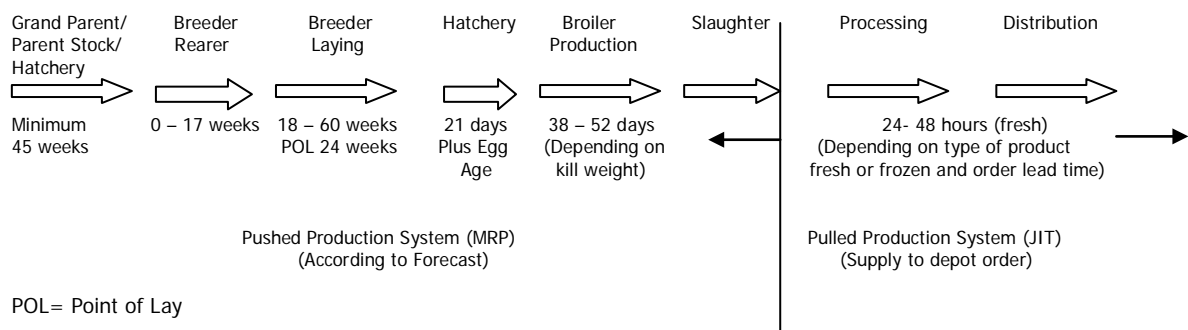 Grand Parent/
Parent Stock/
Hatchery
Breeder
Rearer
Breeder
Laying
Hatchery
Broiler
Production
Slaughter
Processing
Distribution
Minimum
45 weeks
0 – 17 weeks
18 – 60 weeks
POL 24 weeks
21 days
Plus Egg
Age
38 – 52 days
(Depending on
kill weight)
24- 48 hours (fresh)
(Depending on type of product
fresh or frozen and order lead time)
Pushed Production System (MRP)
(According to Forecast)
Pulled Production System (JIT)
(Supply to depot order)
POL= Point of Lay